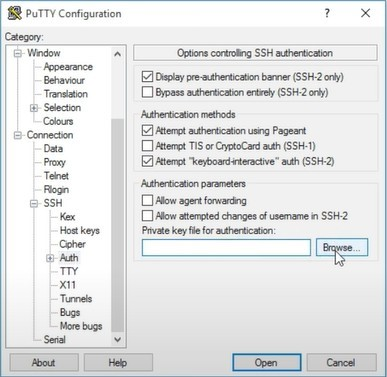 PuTTY Configuration
?
Category:
Window
Appearance
Behaviour
Translation
Selection
Colours
Connection
Data
Proxy
Telnet
Rlogin
SSH
Kex
Host keys
Cipher
Auth
TTY
X11
Tunnels
Bugs
More bugs
Serial
Options controlling SSH authentication
Display pre-authentication banner (SSH-2 only)
Bypass authentication entirely (SSH-2 only)
Authentication methods
Attempt authentication using Pageant
Attempt TIS or CryptoCard auth (SSH-1)
Attempt "keyboard-interactive" auth (SSH-2)
Authentication parameters
Allow agent forwarding
Allow attempted changes of username in SSH-2
Private key file for authentication:
Browse...
About
Help
Open
Cancel